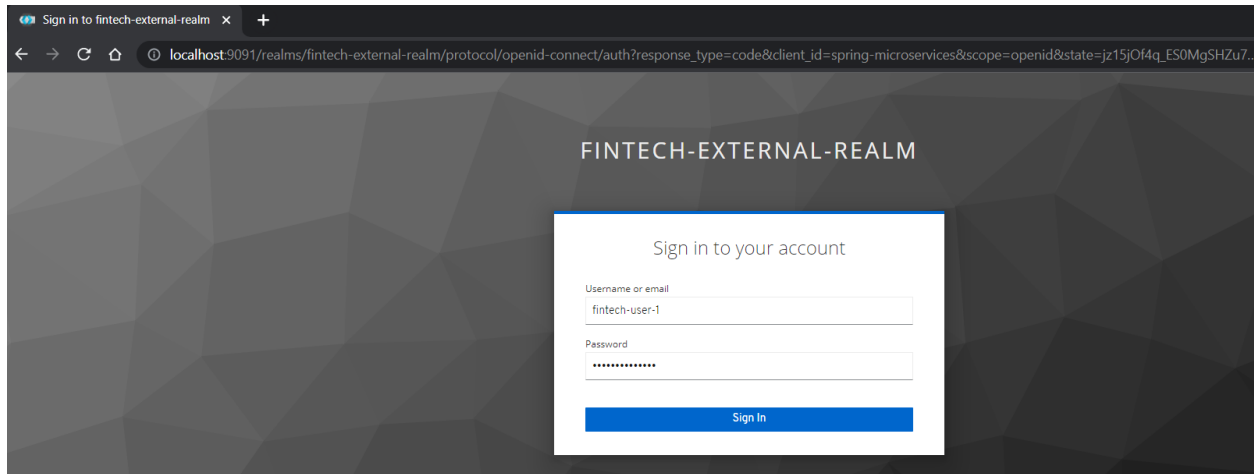 Sign in to fintech-external-realm
localhost:9091/realms/fintech-external-realm/protocol/openid-connect/auth?response_type=code&client_id=spring-microservices&scope=openid&state=jz15jOf4q_ES0MgSHZu7...
FINTECH-EXTERNAL-REALM
Sign in to your account
Username or email
fintech-user-1
Password
••••••••••••••
Sign In